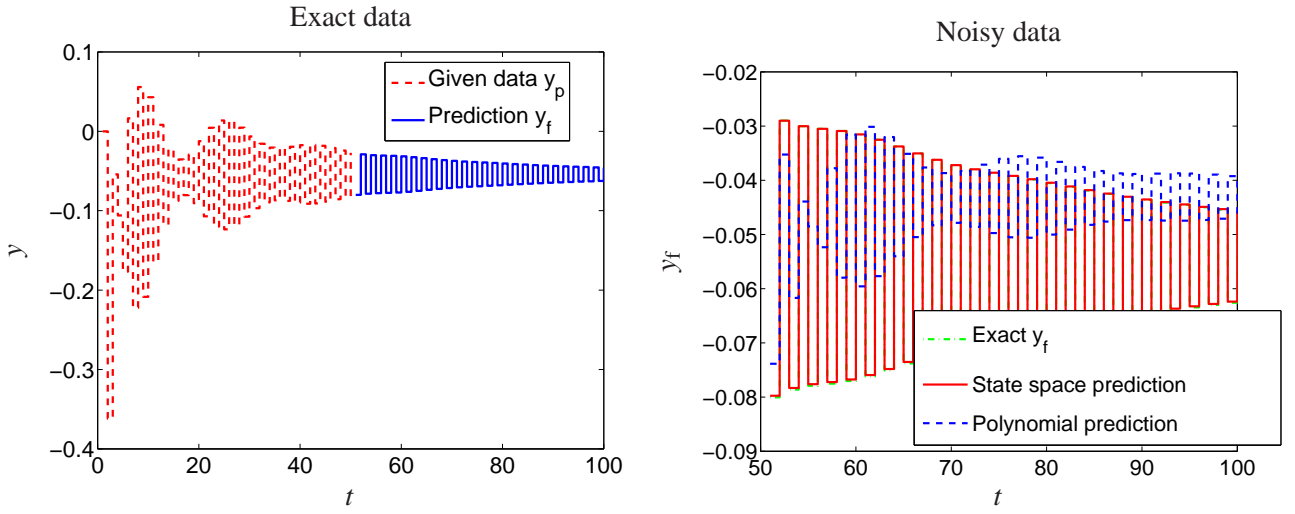 Exact data
0.1
0
−0.1
−0.2
−0.3
−0.4
0
20
40
60
80
100
y
t
Given data y_p
Prediction y_f
Noisy data
−0.02
−0.03
−0.04
−0.05
−0.06
−0.07
−0.08
−0.09
50
60
70
80
90
100
y_f
t
Exact y_f
State space prediction
Polynomial prediction